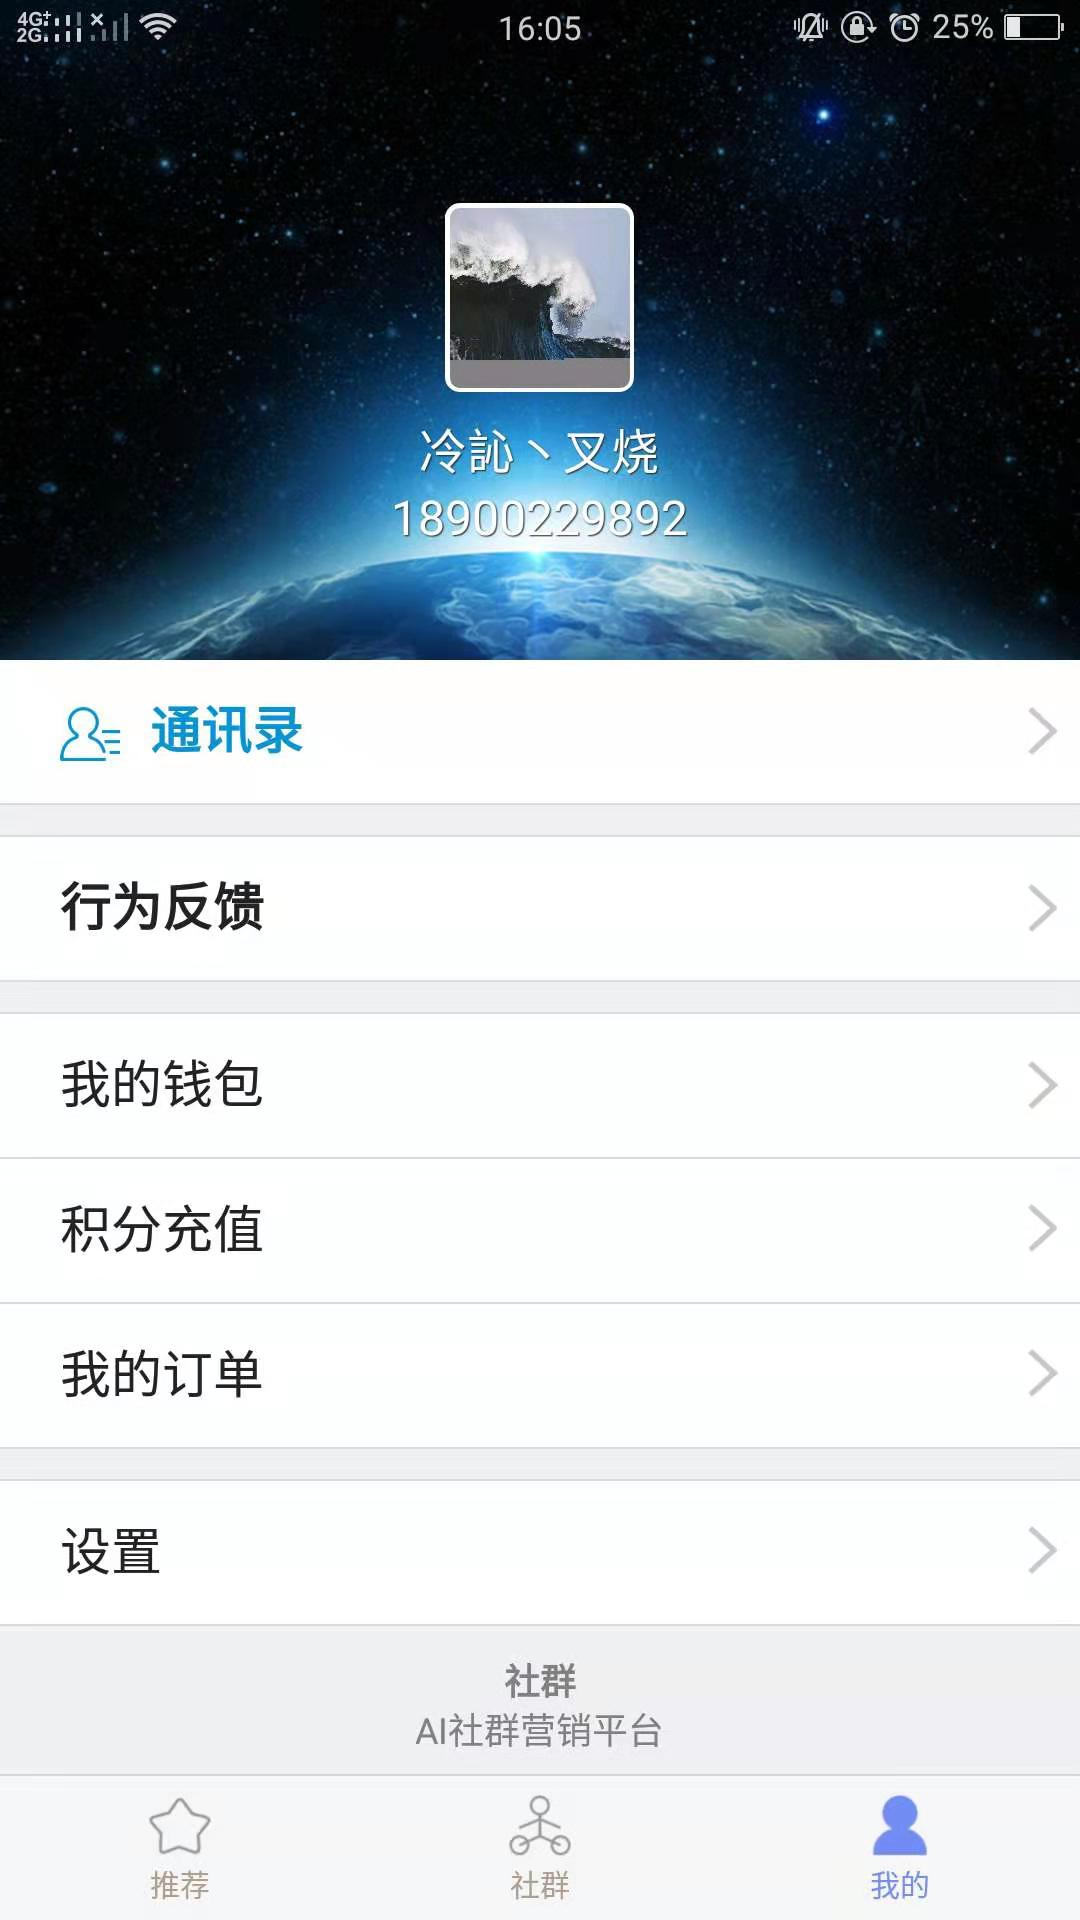 4G+
2G
16:05
25%
冷訫丶叉烧
18900229892
通讯录
行为反馈
我的钱包
积分充值
我的订单
设置
社群
AI社群营销平台
推荐
社群
我的